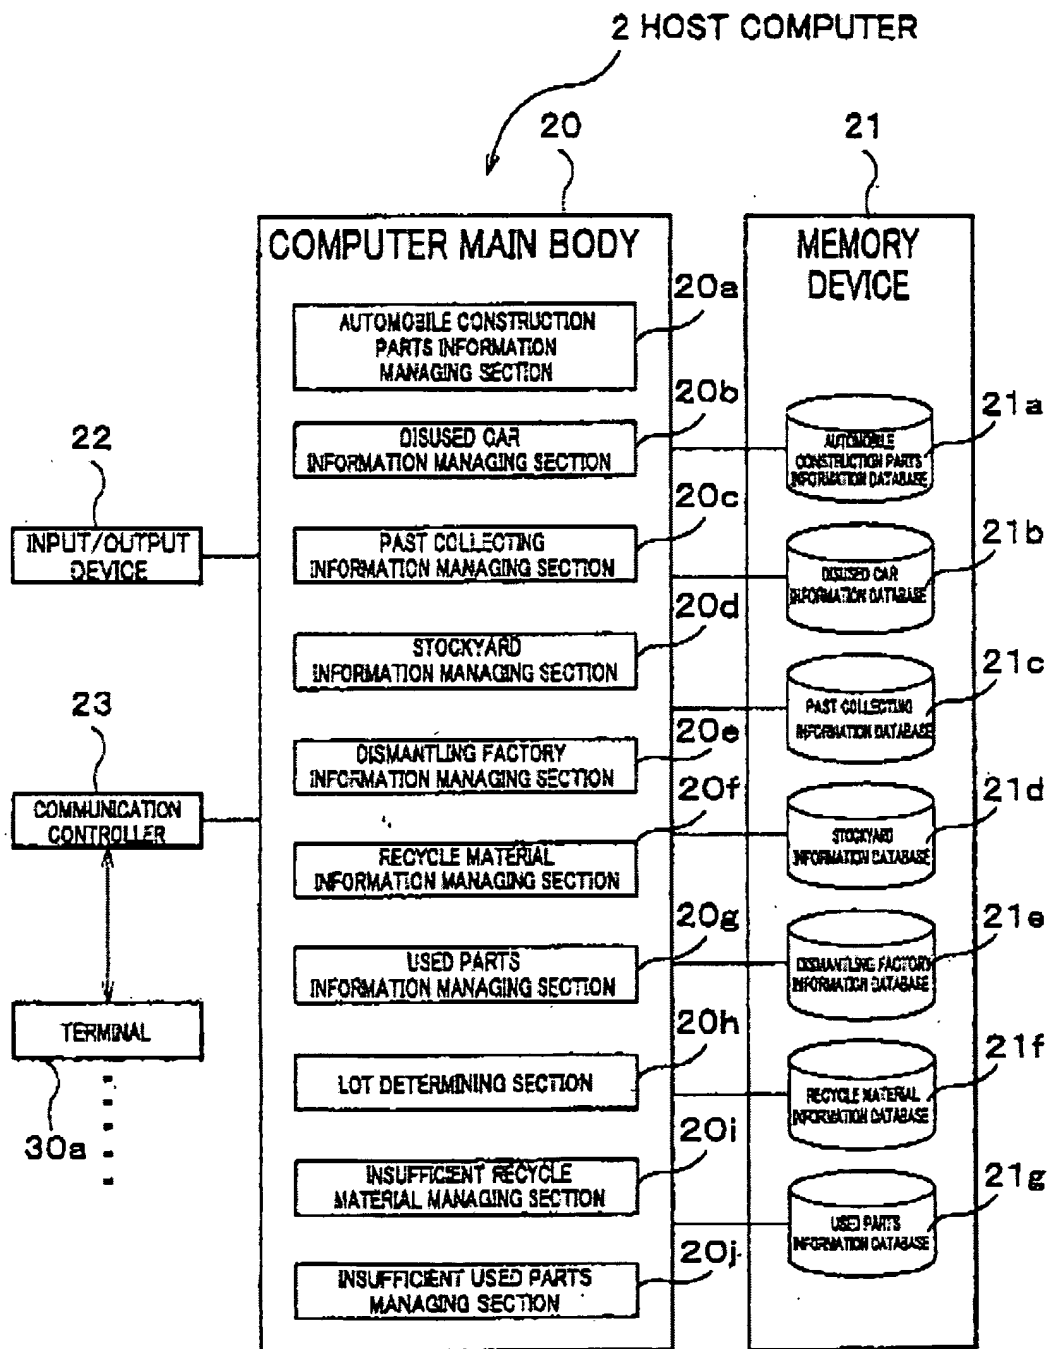 2 HOST COMPUTER
20
21
COMPUTER MAIN BODY
MEMORY
DEVICE
20a
AUTOMOBILE CONSTRUCTION
PARTS INFORMATION
MANAGING SECTION
20b
DISUSED CAR
INFORMATION MANAGING SECTION
20c
PAST COLLECTING
INFORMATION MANAGING SECTION
20d
STOCKYARD
INFORMATION MANAGING SECTION
20e
DISMANTLING FACTORY
INFORMATION MANAGING SECTION
20f
RECYCLE MATERIAL
INFORMATION MANAGING SECTION
20g
USED PARTS
INFORMATION MANAGING SECTION
20h
LOT DETERMINING SECTION
20i
INSUFFICIENT RECYCLE
MATERIAL MANAGING SECTION
20j
INSUFFICIENT USED PARTS
MANAGING SECTION
22
INPUT/OUTPUT
DEVICE
23
COMMUNICATION
CONTROLLER
TERMINAL
30a
21a
AUTOMOBILE
CONSTRUCTION PARTS
INFORMATION DATABASE
21b
DISUSED CAR
INFORMATION DATABASE
21c
PAST COLLECTING
INFORMATION DATABASE
21d
STOCKYARD
INFORMATION DATABASE
21e
DISMANTLING FACTORY
INFORMATION DATABASE
21f
RECYCLE MATERIAL
INFORMATION DATABASE
21g
USED PARTS
INFORMATION DATABASE